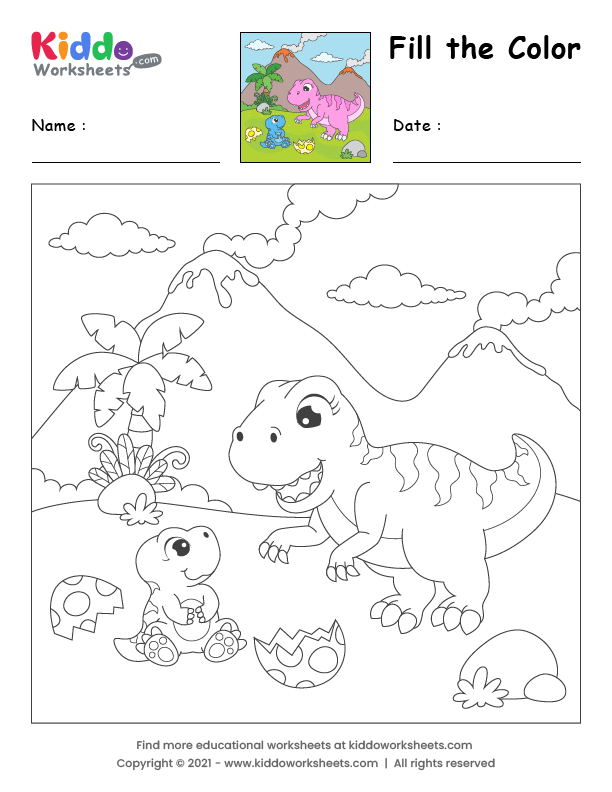 Kiddo
Worksheets.com
Fill the Color
Name :
Date :
Find more educational worksheets at kiddoworksheets.com
Copyright © 2021 - www.kiddoworksheets.com | All rights reserved